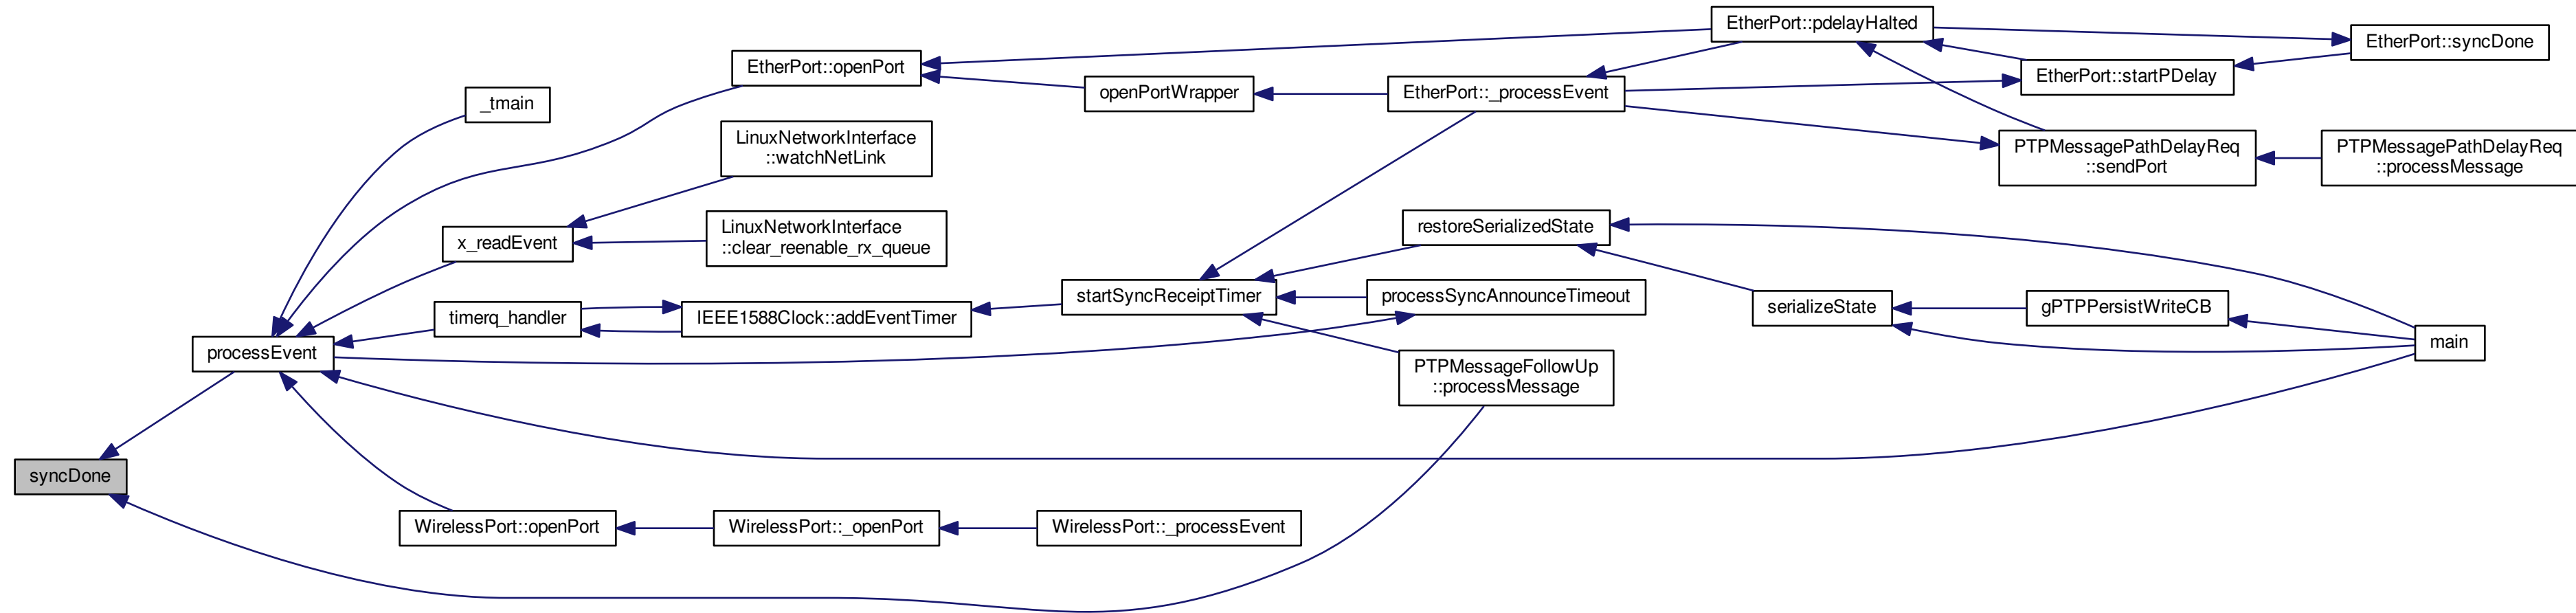 EtherPort::pdelayHalted
EtherPort::syncDone
EtherPort::openPort
EtherPort::startPDelay
_tmain
openPortWrapper
EtherPort::_processEvent
LinuxNetworkInterface
::watchNetLink
PTPMessagePathDelayReq
::sendPort
PTPMessagePathDelayReq
::processMessage
x_readEvent
LinuxNetworkInterface
::clear_reenable_rx_queue
restoreSerializedState
startSyncReceiptTimer
processSyncAnnounceTimeout
serializeState
gPTPPersistWriteCB
timerq_handler
IEEE1588Clock::addEventTimer
main
processEvent
PTPMessageFollowUp
::processMessage
syncDone
WirelessPort::openPort
WirelessPort::_openPort
WirelessPort::_processEvent